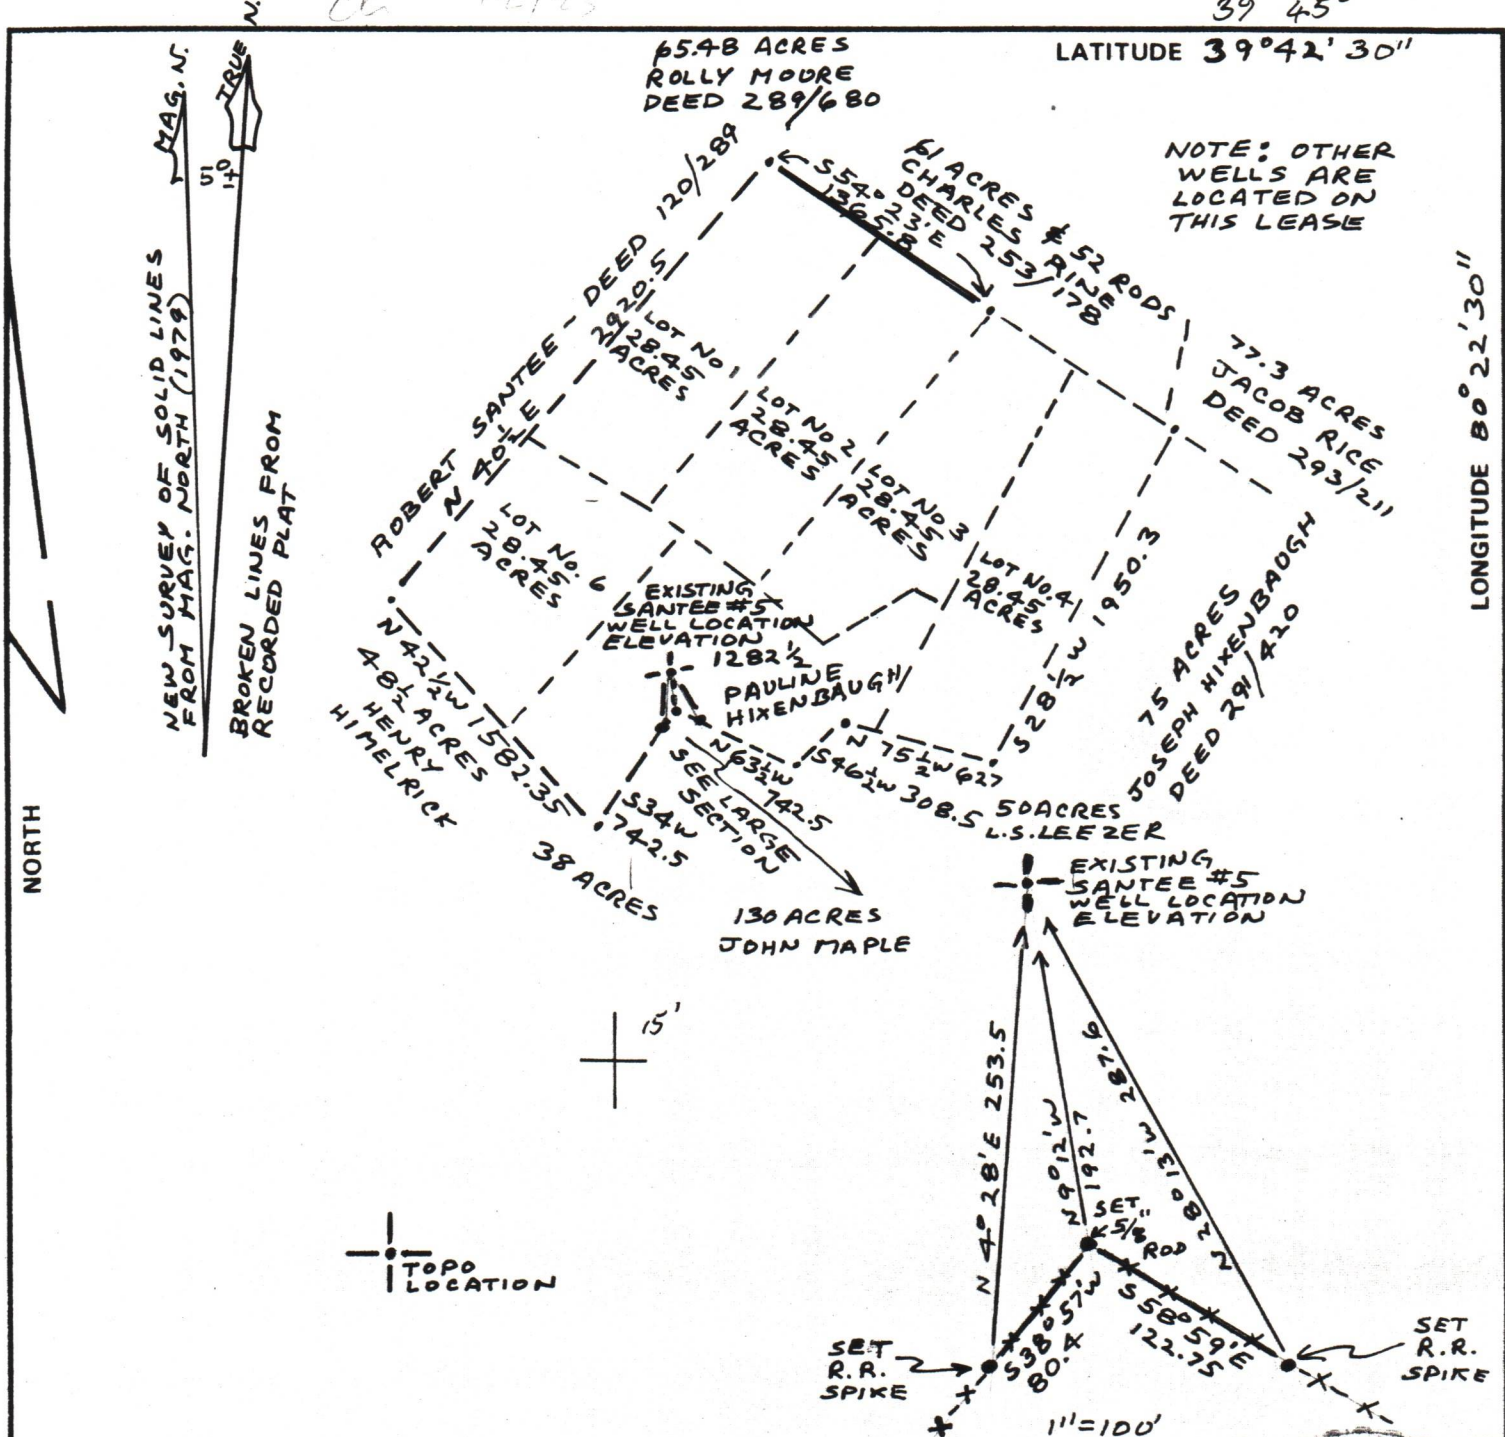 39 45
LATITUDE 39°42'30"
LONGITUDE 80°22'30"
NORTH
MAG. N.
TRUE N.
5°±
NEW SURVEY OF SOLID LINES
FROM MAG. NORTH (1979)
BROKEN LINES FROM
RECORDED PLAT
65.48 ACRES
ROLLY MOORE
DEED 289/680
NOTE: OTHER
WELLS ARE
LOCATED ON
THIS LEASE
S54°23'E
1365.8
61 ACRES & 52 RODS
CHARLES RINE
DEED 253/178
77.3 ACRES
JACOB RICE
DEED 293/211
ROBERT SANTEE - DEED 120/289
N 40½ E 2920.5
LOT No 1
28.45
ACRES
LOT No 2
28.45
ACRES
LOT No 3
28.45
ACRES
LOT No. 4
28.45
ACRES
LOT No. 6
28.45
ACRES
S 28½ W 1950.3
75 ACRES
JOSEPH HIXENBAUGH
DEED 291/420
EXISTING
SANTEE #5
WELL LOCATION
ELEVATION
1282½
PAULINE
HIXENBAUGH
N 42½ W 1582.35
48½ ACRES
HENRY
HIMELRICK
S34W
742.5
38 ACRES
SEE LARGE
SECTION
N63½W
742.5
S46½W 308.5
N 75½ W 627
50 ACRES
L.S. LEEZER
130 ACRES
JOHN MAPLE
EXISTING
SANTEE #5
WELL LOCATION
ELEVATION
15'
N 4° 28' E 253.5
N 9° 12' W
192.7
N 28° 13' W 287.6
SET
5/8"
ROD
TOPO
LOCATION
S38°57'W
80.4
S 58° 59' E
122.75
SET
R.R.
SPIKE
SET
R.R.
SPIKE
1"=100'